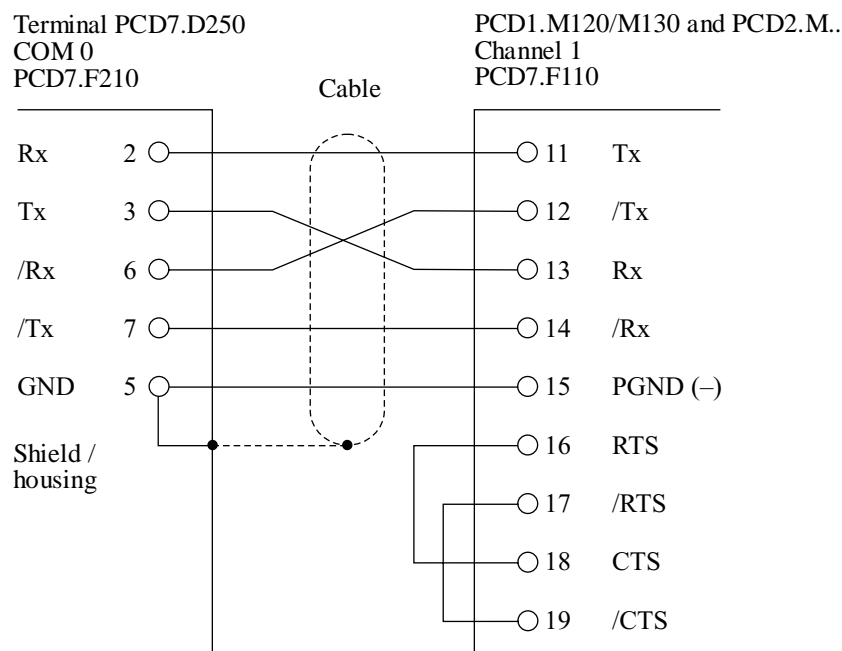 Terminal PCD7.D250
COM 0
PCD7.F210
Cable
PCD1.M120/M130 and PCD2.M..
Channel 1
PCD7.F110
Rx 2 11 Tx
Tx 3 12 /Tx
/Rx 6 13 Rx
/Tx 7 14 /Rx
GND 5 15 PGND (–)
Shield /
housing
16 RTS
17 /RTS
18 CTS
19 /CTS